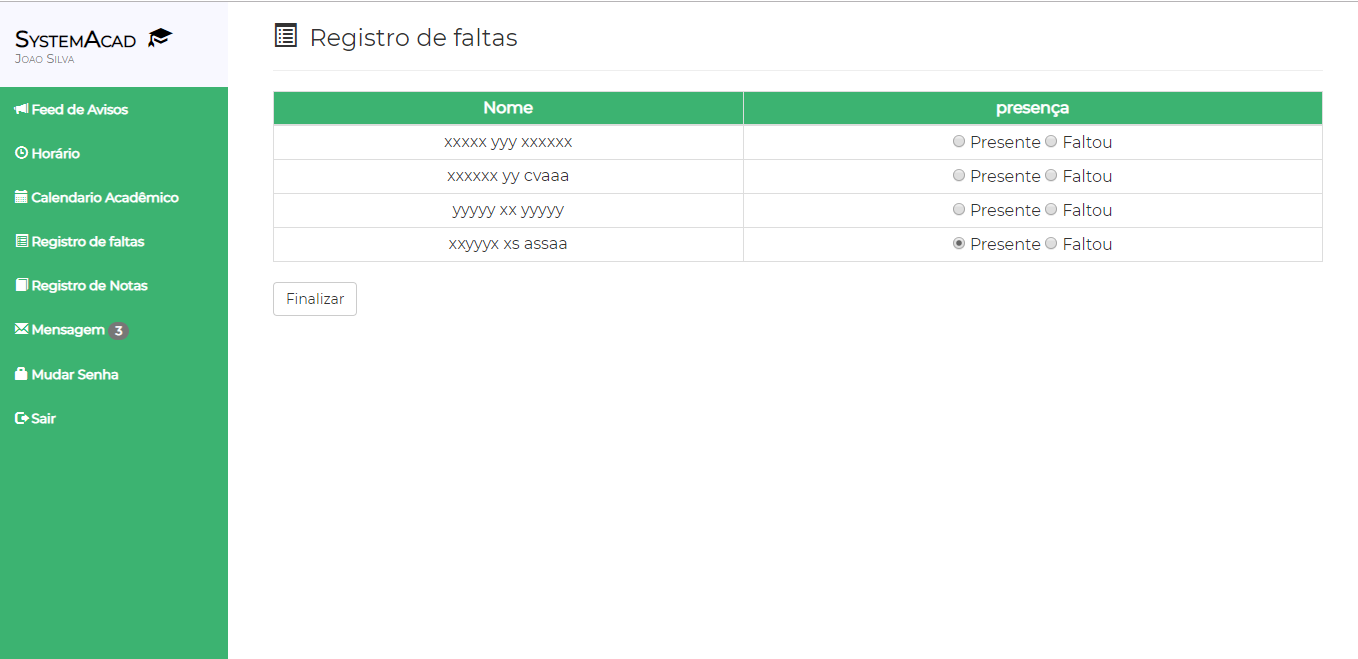 SystemAcad
Joao Silva
Feed de Avisos
Horário
Calendario Acadêmico
Registro de faltas
Registro de Notas
Mensagem 3
Mudar Senha
Sair
Registro de faltas
Nome presença
xxxxx yyy xxxxxx Presente Faltou
xxxxxx yy cvaaa Presente Faltou
yyyyy xx yyyyy Presente Faltou
xxyyyx xs assaa Presente Faltou
Finalizar